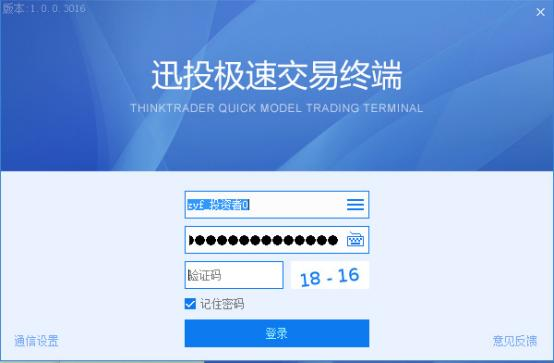 版本:1.0.0.3016
迅投极速交易终端
THINKTRADER QUICK MODEL TRADING TERMINAL
zyf_投资者0
验证码
18 - 16
记住密码
登录
通信设置
意见反馈